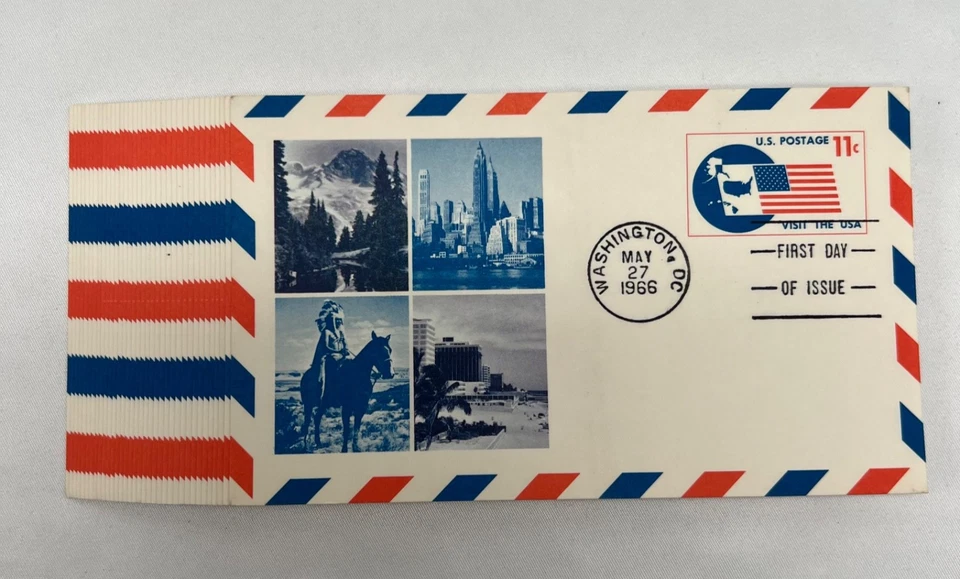 U.S. POSTAGE 11c
VISIT THE USA
WASHINGTON, DC
MAY
27
1966
FIRST DAY
OF ISSUE